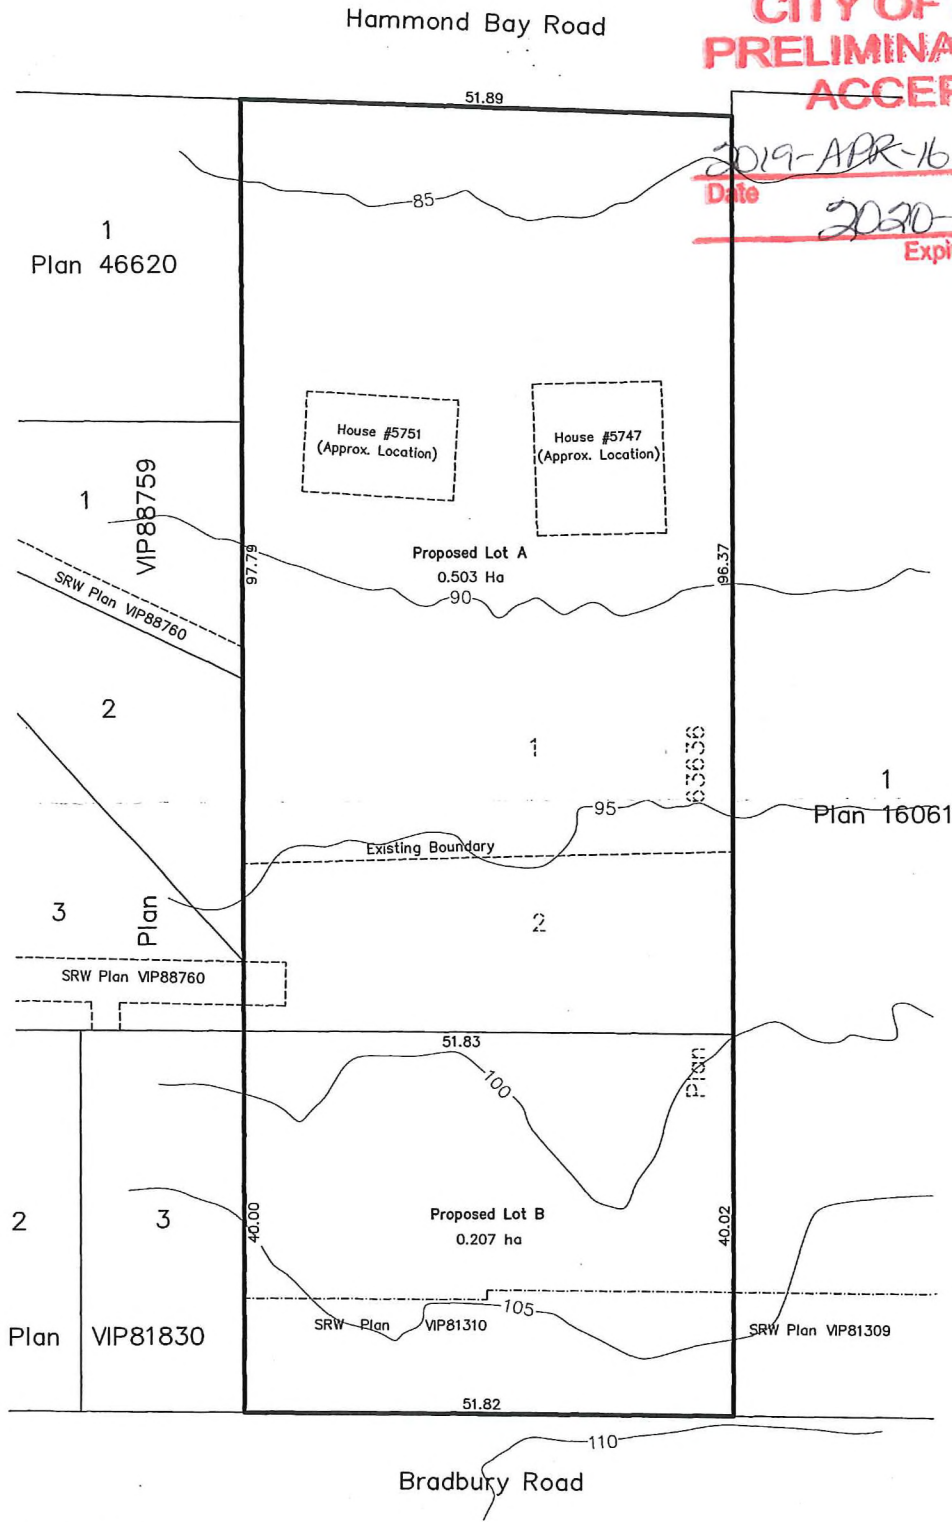 Hammond Bay Road
CITY OF
PRELIMINA
ACCEP
2019-APR-16
Date
2020-
Expi
51.89
85
1
Plan 46620
House #5751
(Approx. Location)
House #5747
(Approx. Location)
1
VIP88759
Proposed Lot A
0.503 Ha
97.79
96.37
90
SRW Plan VIP88760
2
1
63636
1
Plan 16061
95
Existing Boundary
3
Plan
2
SRW Plan VIP88760
51.83
Plan
100
2
3
40.00
Proposed Lot B
0.207 ha
40.02
105
SRW Plan VIP81310
SRW Plan VIP81309
Plan VIP81830
51.82
110
Bradbury Road